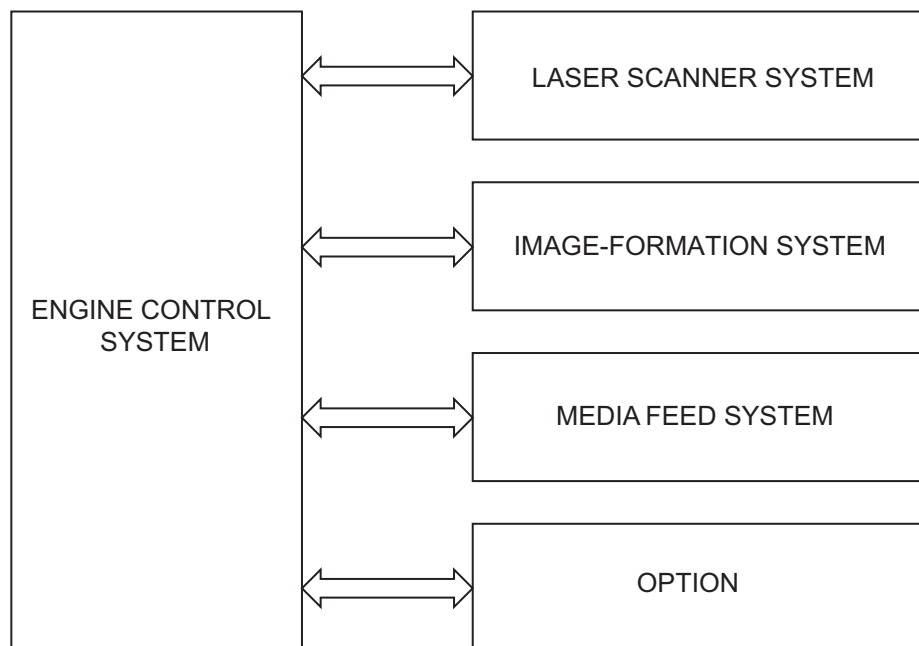 LASER SCANNER SYSTEM
IMAGE-FORMATION SYSTEM
ENGINE CONTROL
SYSTEM
MEDIA FEED SYSTEM
OPTION